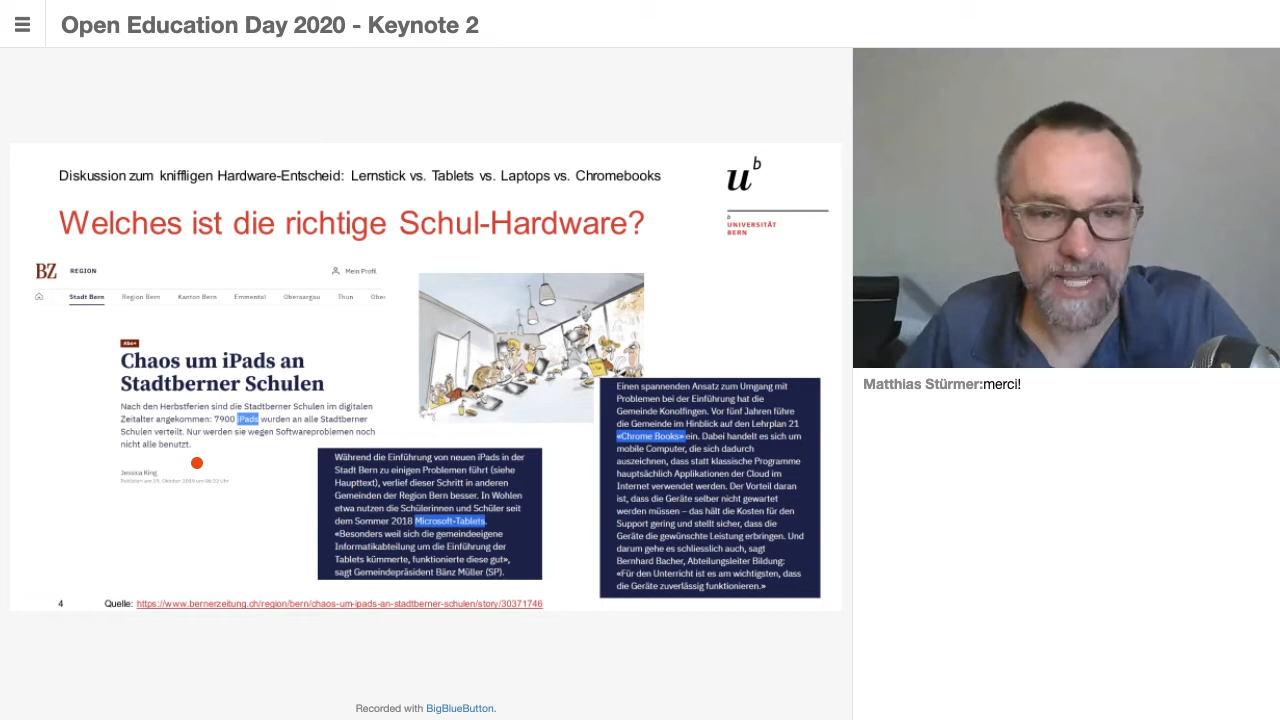 Open Education Day 2020 - Keynote 2
Diskussion zum kniffligen Hardware-Entscheid: Lernstick vs. Tablets vs. Laptops vs. Chromebooks
Welches ist die richtige Schul-Hardware?
u b
b
UNIVERSITÄT
BERN
BZ REGION Mein Profil
Stadt Bern Region Bern Kanton Bern Emmental Oberaargau Thun Ober
Abo+
Chaos um iPads an
Stadtberner Schulen
Nach den Herbstferien sind die Stadtberner Schulen im digitalen
Zeitalter angekommen: 7900 iPads wurden an alle Stadtberner
Schulen verteilt. Nur werden sie wegen Softwareproblemen noch
nicht alle benutzt.
Jessica King
Während die Einführung von neuen iPads in der
Stadt Bern zu einigen Problemen führt (siehe
Haupttext), verlief dieser Schritt in anderen
Gemeinden der Region Bern besser. In Wohlen
etwa nutzen die Schülerinnen und Schüler seit
dem Sommer 2018 Microsoft-Tablets.
«Besonders weil sich die gemeindeeigene
Informatikabteilung um die Einführung der
Tablets kümmerte, funktionierte diese gut»,
sagt Gemeindepräsident Bänz Müller (SP).
Einen spannenden Ansatz zum Umgang mit
Problemen bei der Einführung hat die
Gemeinde Konolfingen. Vor fünf Jahren führe
die Gemeinde im Hinblick auf den Lehrplan 21
«Chrome Books» ein. Dabei handelt es sich um
mobile Computer, die sich dadurch
auszeichnen, dass statt klassische Programme
hauptsächlich Applikationen der Cloud im
Internet verwendet werden. Der Vorteil daran
ist, dass die Geräte selber nicht gewartet
werden müssen – das hält die Kosten für den
Support gering und stellt sicher, dass die
Geräte die gewünschte Leistung erbringen. Und
darum gehe es schliesslich auch, sagt
Bernhard Bacher, Abteilungsleiter Bildung:
«Für den Unterricht ist es am wichtigsten, dass
die Geräte zuverlässig funktionieren.»
4 Quelle: https://www.bernerzeitung.ch/region/bern/chaos-um-ipads-an-stadtberner-schulen/story/30371746
Matthias Stürmer:merci!
Recorded with BigBlueButton.